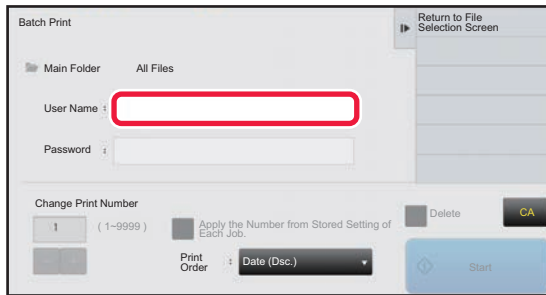 Batch Print
Return to File
Selection Screen
Main Folder All Files
User Name :
Password :
Change Print Number
1 ( 1~9999 )
Apply the Number from Stored Setting of
Each Job.
Delete
CA
Print
Order : Date (Dsc.)
Start